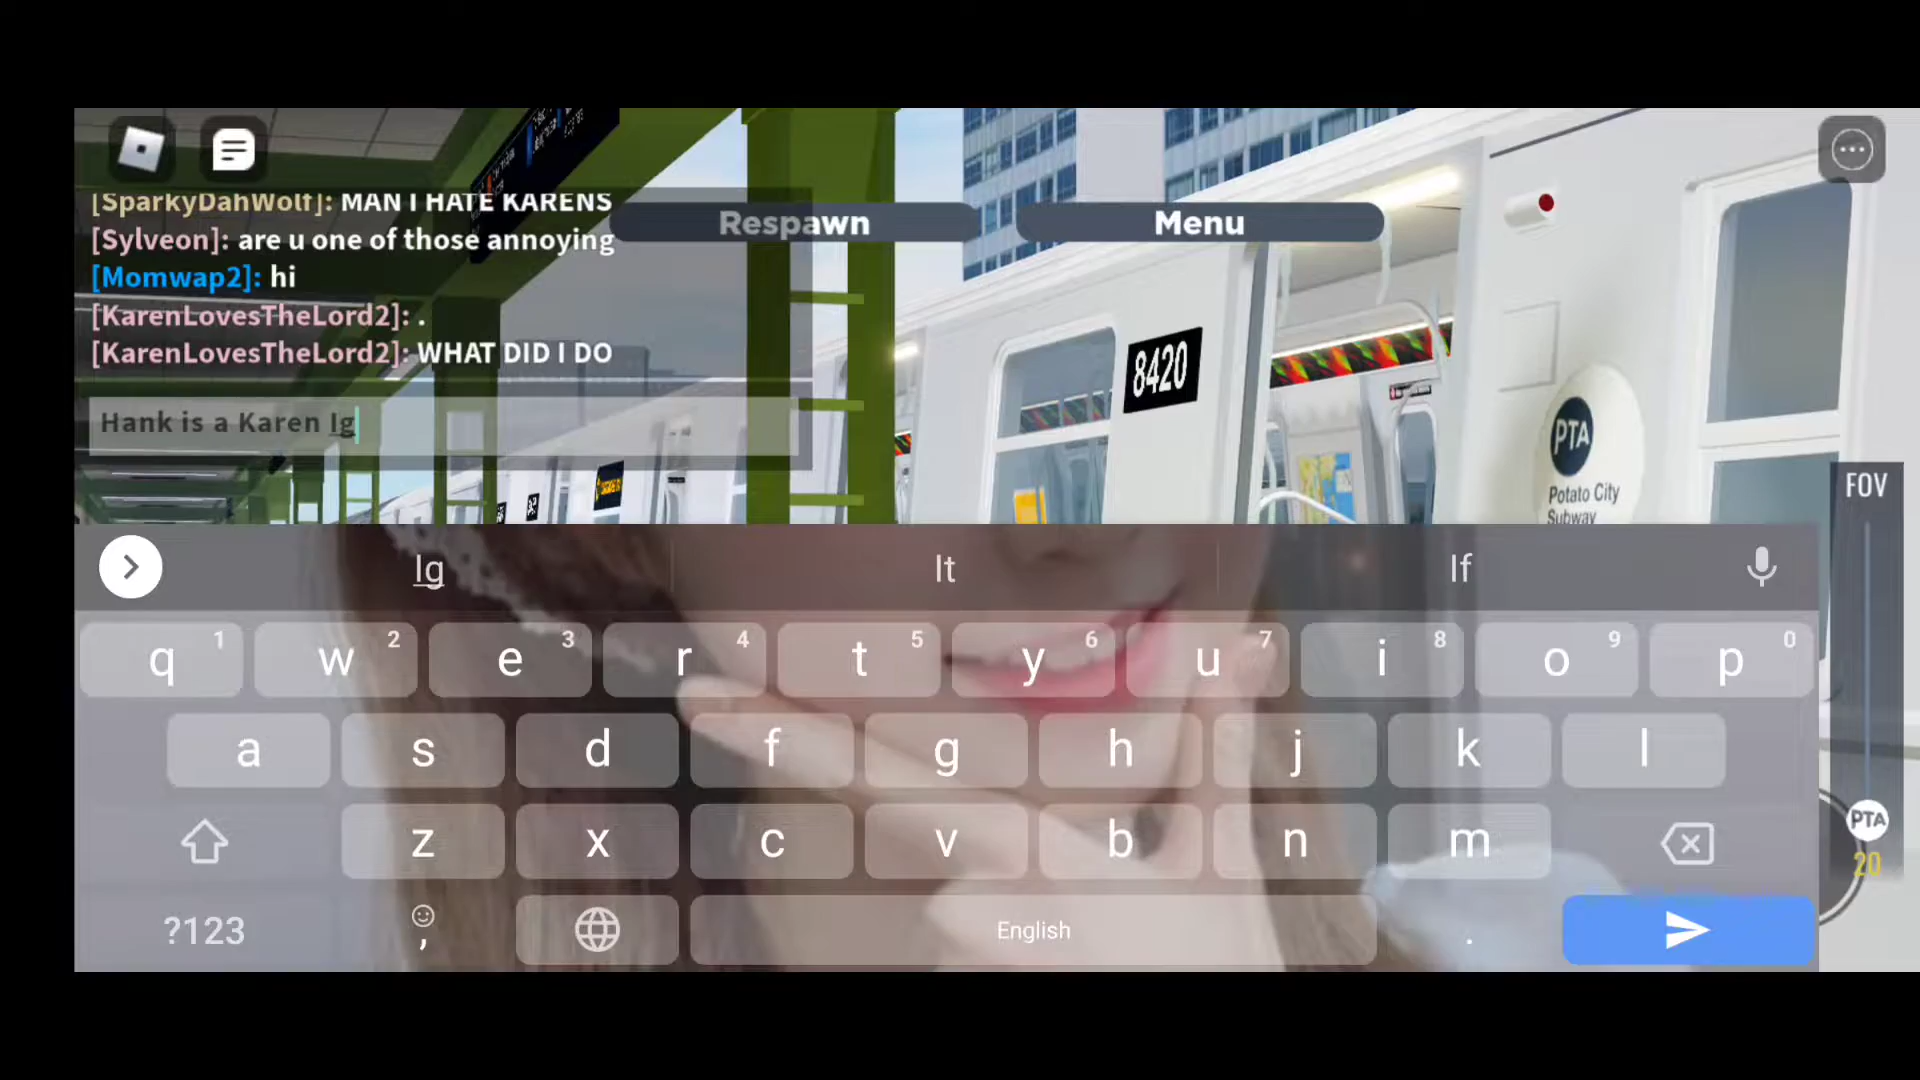 [SparkyDahWolf]: MAN I HATE KARENS
[Sylveon]: are u one of those annoying
[Momwap2]: hi
[KarenLovesTheLord2]: .
[KarenLovesTheLord2]: WHAT DID I DO
Hank is a Karen Ig
Respawn
Menu
8420
PTA
Potato City
Subway
FOV
PTA
20
Ig It If
q 1 w 2 e 3 r 4 t 5 y 6 u 7 i 8 o 9 p 0
a s d f g h j k l
z x c v b n m
?123 , English .